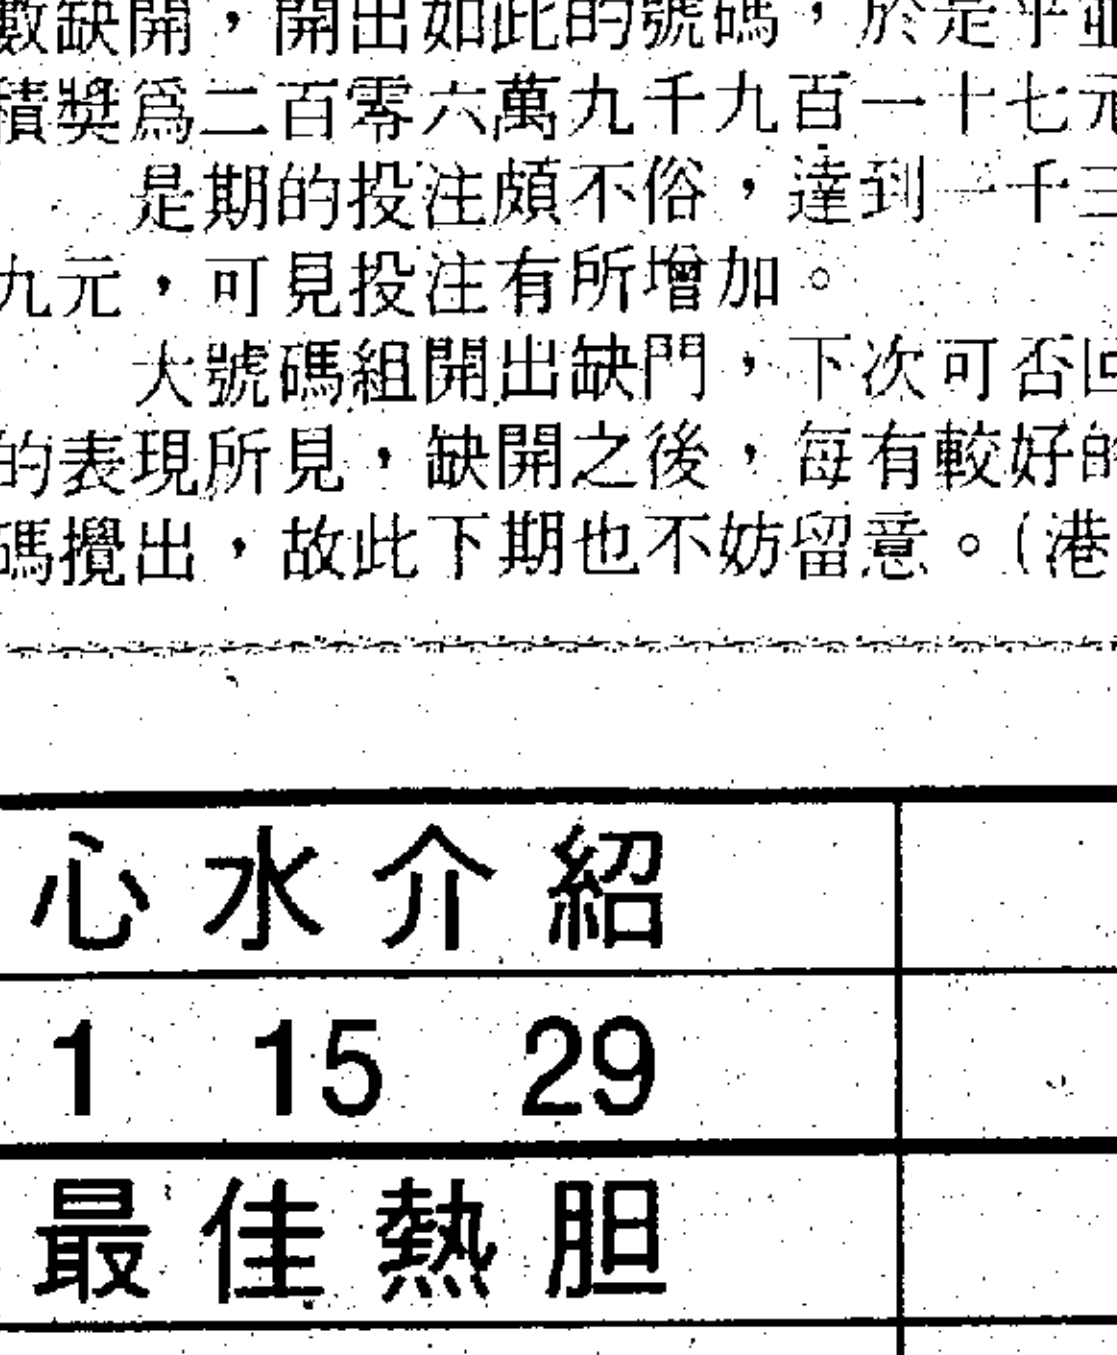 數缺開，開出如此的號碼，於是乎並
積獎爲二百零六萬九千九百一十七元
是期的投注頗不俗，達到一千三
九元，可見投注有所增加。
大號碼組開出缺門，下次可否回
的表現所見，缺開之後，每有較好的
碼攪出，故此下期也不妨留意。(港
心水介紹
1 15 29
最佳熱胆